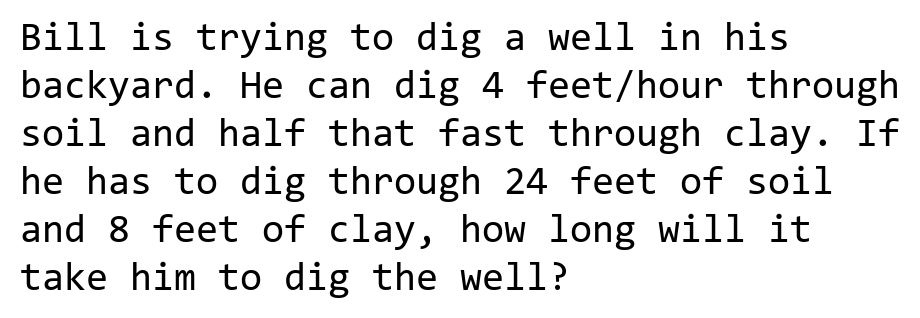 Bill is trying to dig a well in his
backyard. He can dig 4 feet/hour through
soil and half that fast through clay. If
he has to dig through 24 feet of soil
and 8 feet of clay, how long will it
take him to dig the well?